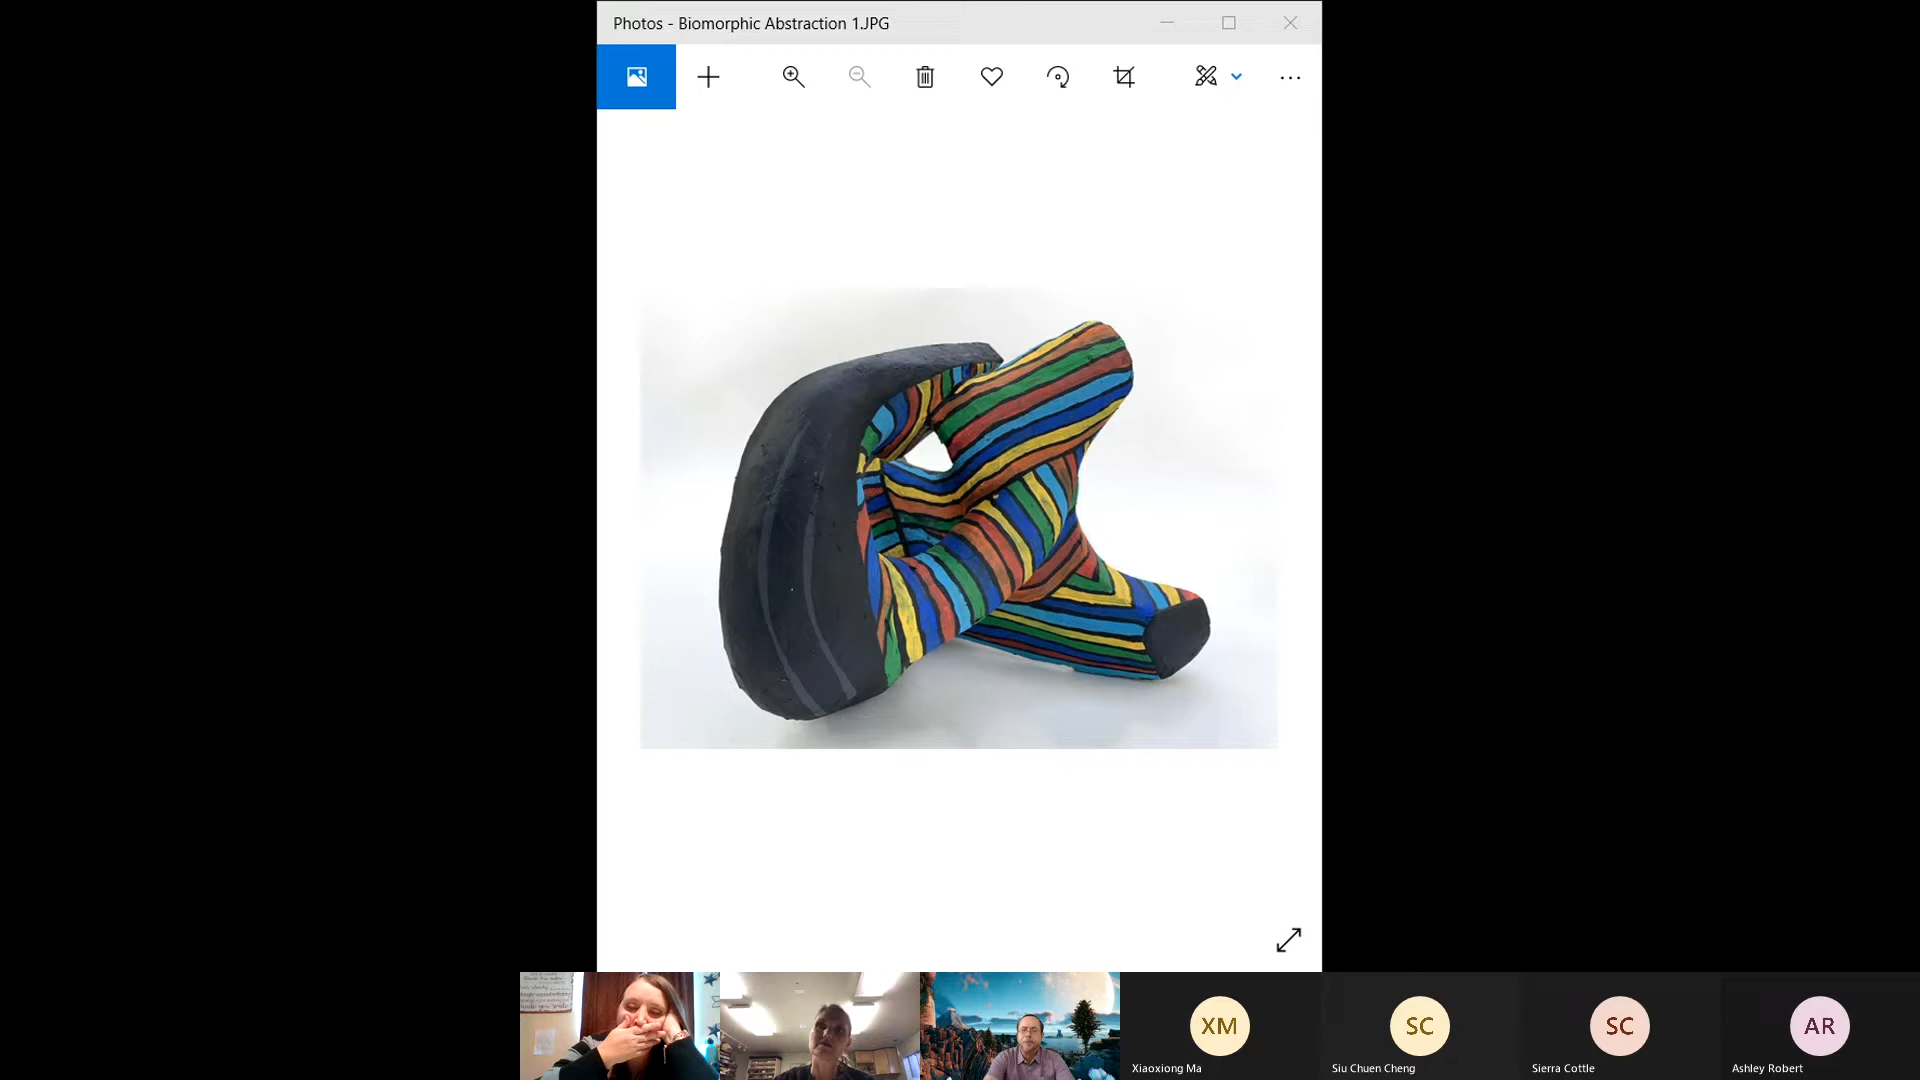 Photos - Biomorphic Abstraction 1.JPG
XM
SC
SC
AR
Xiaoxiong Ma
Siu Chuen Cheng
Sierra Cottle
Ashley Robert